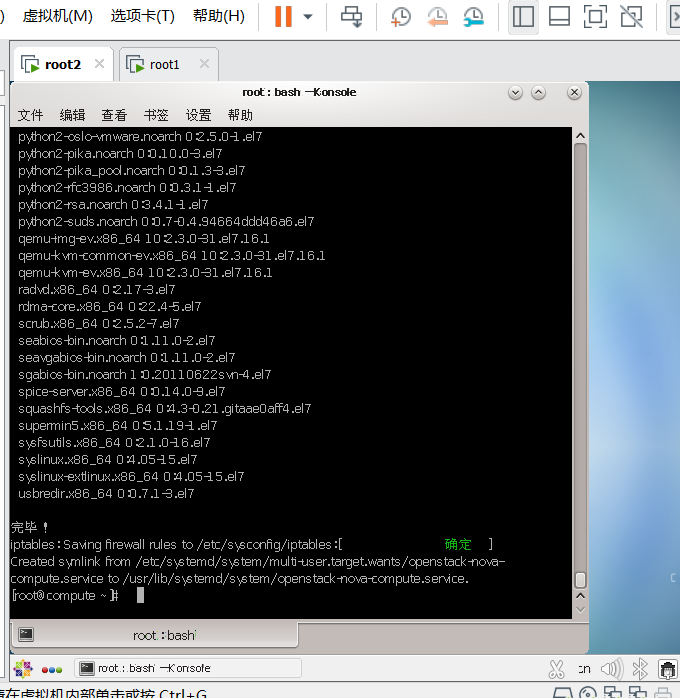 虚拟机(M) 选项卡(T) 帮助(H)
root2 root1
root : bash — Konsole
文件 编辑 查看 书签 设置 帮助
python2-oslo-vmware.noarch 0:2.5.0-1.el7
python2-pika.noarch 0:0.10.0-3.el7
python2-pika_pool.noarch 0:0.1.3-3.el7
python2-rfc3986.noarch 0:0.3.1-1.el7
python2-rsa.noarch 0:3.4.1-1.el7
python2-suds.noarch 0:0.7-0.4.94664ddd46a6.el7
qemu-img-ev.x86_64 10:2.3.0-31.el7.16.1
qemu-kvm-common-ev.x86_64 10:2.3.0-31.el7.16.1
qemu-kvm-ev.x86_64 10:2.3.0-31.el7.16.1
radvd.x86_64 0:2.17-3.el7
rdma-core.x86_64 0:22.4-5.el7
scrub.x86_64 0:2.5.2-7.el7
seabios-bin.noarch 0:1.11.0-2.el7
seavgabios-bin.noarch 0:1.11.0-2.el7
sgabios-bin.noarch 1:0.20110622svn-4.el7
spice-server.x86_64 0:0.14.0-9.el7
squashfs-tools.x86_64 0:4.3-0.21.gitaae0aff4.el7
supermin5.x86_64 0:5.1.19-1.el7
sysfsutils.x86_64 0:2.1.0-16.el7
syslinux.x86_64 0:4.05-15.el7
syslinux-extlinux.x86_64 0:4.05-15.el7
usbredir.x86_64 0:0.7.1-3.el7
完毕！
iptables: Saving firewall rules to /etc/sysconfig/iptables:[ 确定 ]
Created symlink from /etc/systemd/system/multi-user.target.wants/openstack-nova-
compute.service to /usr/lib/systemd/system/openstack-nova-compute.service.
[root@compute ~]#
root : bash
root : bash — Konsole
在虚拟机内部单击或按 Ctrl+G